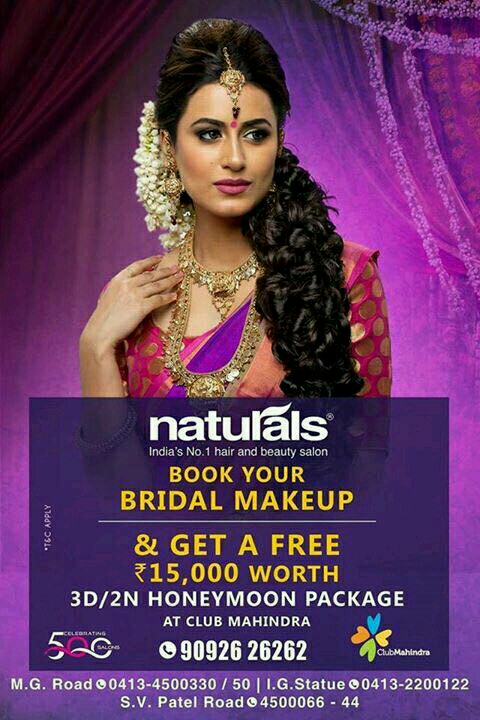 naturals®
India's No.1 hair and beauty salon
BOOK YOUR
BRIDAL MAKEUP
& GET A FREE
₹15,000 WORTH
3D/2N HONEYMOON PACKAGE
AT CLUB MAHINDRA
*T&C APPLY
CELEBRATING
500 SALONS
90926 26262
ClubMahindra
M.G. Road 0413-4500330 / 50 | I.G.Statue 0413-2200122
S.V. Patel Road 4500066 - 44